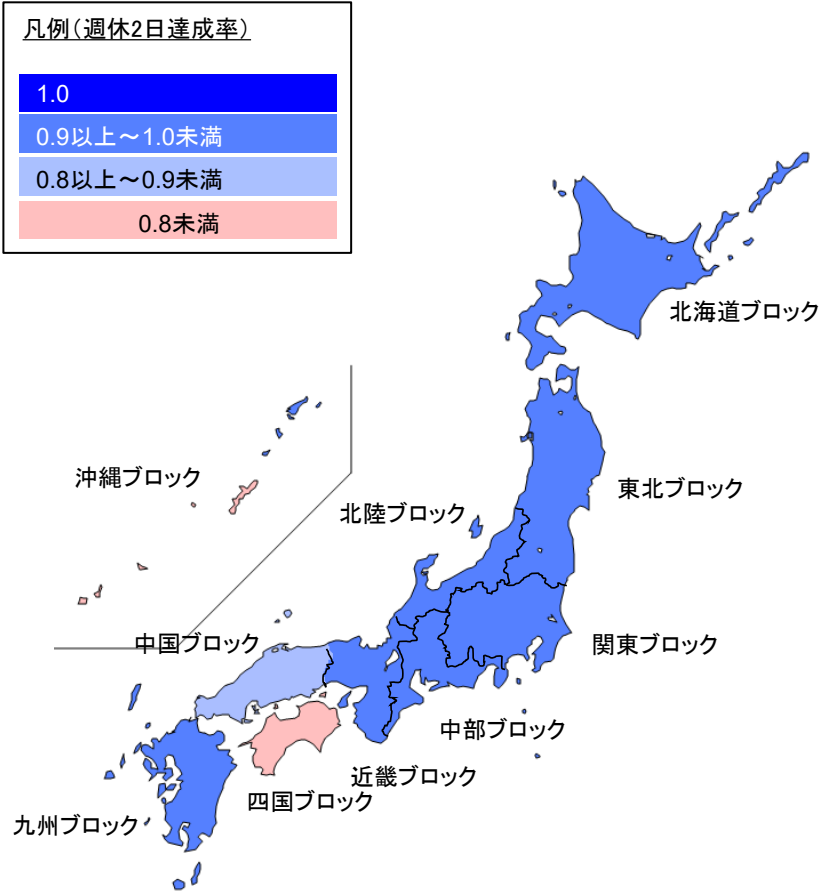 凡例（週休2日達成率）
1.0
0.9以上～1.0未満
0.8以上～0.9未満
0.8未満
北海道ブロック
沖縄ブロック
東北ブロック
北陸ブロック
中国ブロック
関東ブロック
中部ブロック
近畿ブロック
四国ブロック
九州ブロック